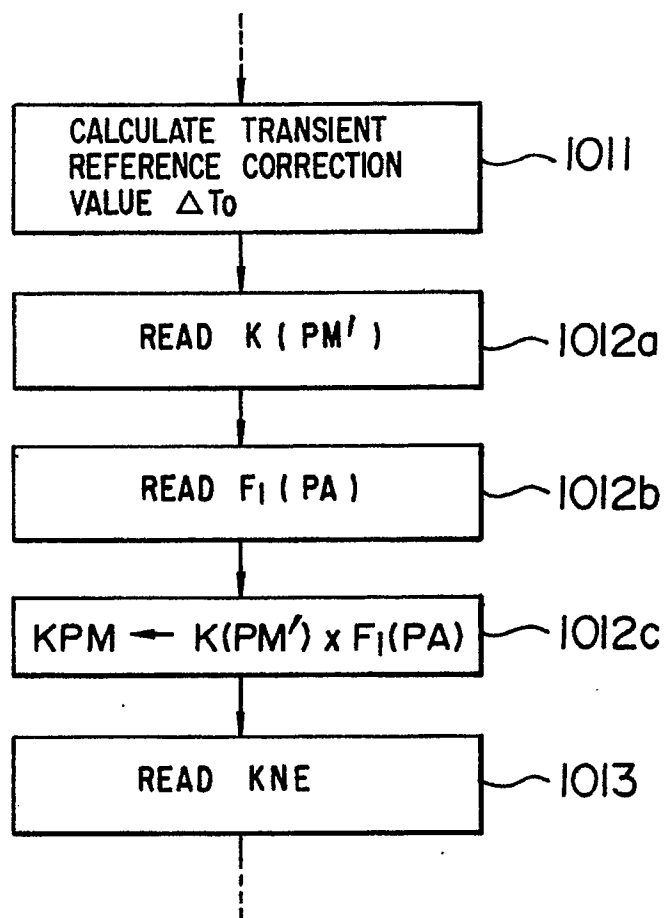 CALCULATE TRANSIENT
REFERENCE CORRECTION
VALUE △To
1011
READ K ( PM′ )
1012a
READ F₁ ( PA )
1012b
KPM ← K(PM′) x F₁(PA)
1012c
READ KNE
1013